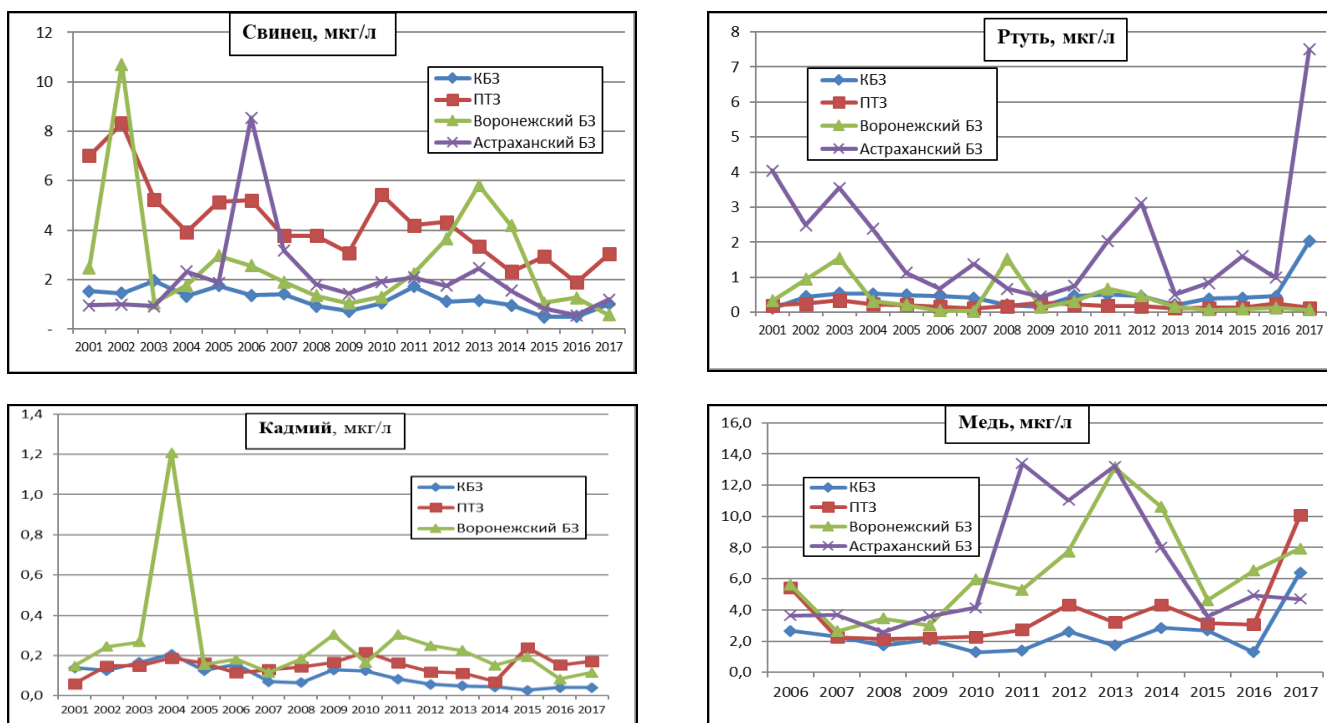 Свинец, мкг/л
12
10
8
6
4
2
-
КБЗ
ПТЗ
Воронежский БЗ
Астраханский БЗ
2001 2002 2003 2004 2005 2006 2007 2008 2009 2010 2011 2012 2013 2014 2015 2016 2017
Ртуть, мкг/л
8
7
6
5
4
3
2
1
0
КБЗ
ПТЗ
Воронежский БЗ
Астраханский БЗ
2001 2002 2003 2004 2005 2006 2007 2008 2009 2010 2011 2012 2013 2014 2015 2016 2017
Кадмий, мкг/л
1,4
1,2
1,0
0,8
0,6
0,4
0,2
0,0
КБЗ
ПТЗ
Воронежский БЗ
2001 2002 2003 2004 2005 2006 2007 2008 2009 2010 2011 2012 2013 2014 2015 2016 2017
Медь, мкг/л
16,0
14,0
12,0
10,0
8,0
6,0
4,0
2,0
0,0
КБЗ
ПТЗ
Воронежский БЗ
Астраханский БЗ
2006 2007 2008 2009 2010 2011 2012 2013 2014 2015 2016 2017